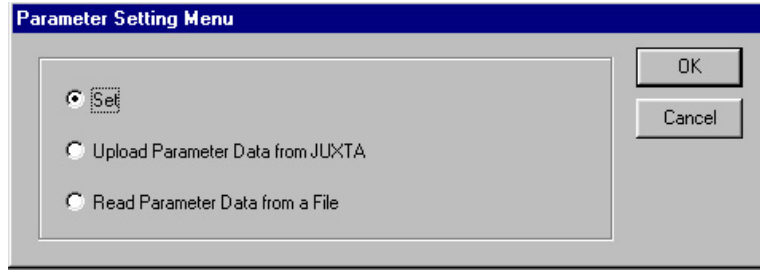 Parameter Setting Menu
OK
Set
Cancel
Upload Parameter Data from JUXTA
Read Parameter Data from a File